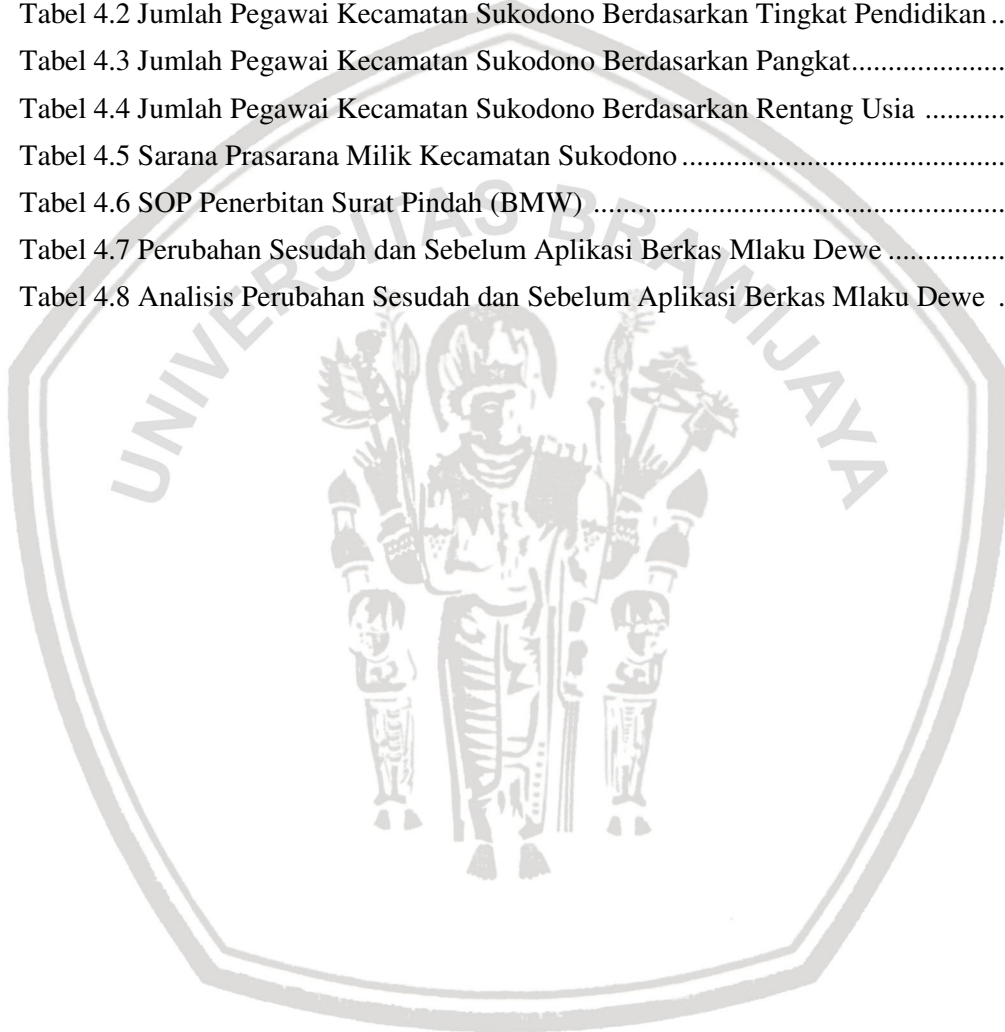 Tabel 4.2 Jumlah Pegawai Kecamatan Sukodono Berdasarkan Tingkat Pendidikan ..
Tabel 4.3 Jumlah Pegawai Kecamatan Sukodono Berdasarkan Pangkat.....................
Tabel 4.4 Jumlah Pegawai Kecamatan Sukodono Berdasarkan Rentang Usia ...........
Tabel 4.5 Sarana Prasarana Milik Kecamatan Sukodono ............................................
Tabel 4.6 SOP Penerbitan Surat Pindah (BMW) .........................................................
Tabel 4.7 Perubahan Sesudah dan Sebelum Aplikasi Berkas Mlaku Dewe ................
Tabel 4.8 Analisis Perubahan Sesudah dan Sebelum Aplikasi Berkas Mlaku Dewe .
UNIVERSITAS BRAWIJAYA